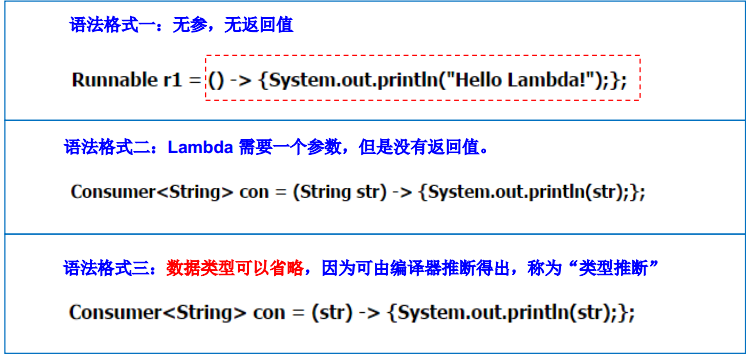 语法格式一：无参，无返回值
Runnable r1 = () -> {System.out.println("Hello Lambda!");};
语法格式二：Lambda 需要一个参数，但是没有返回值。
Consumer<String> con = (String str) -> {System.out.println(str);};
语法格式三：数据类型可以省略，因为可由编译器推断得出，称为“类型推断”
Consumer<String> con = (str) -> {System.out.println(str);};